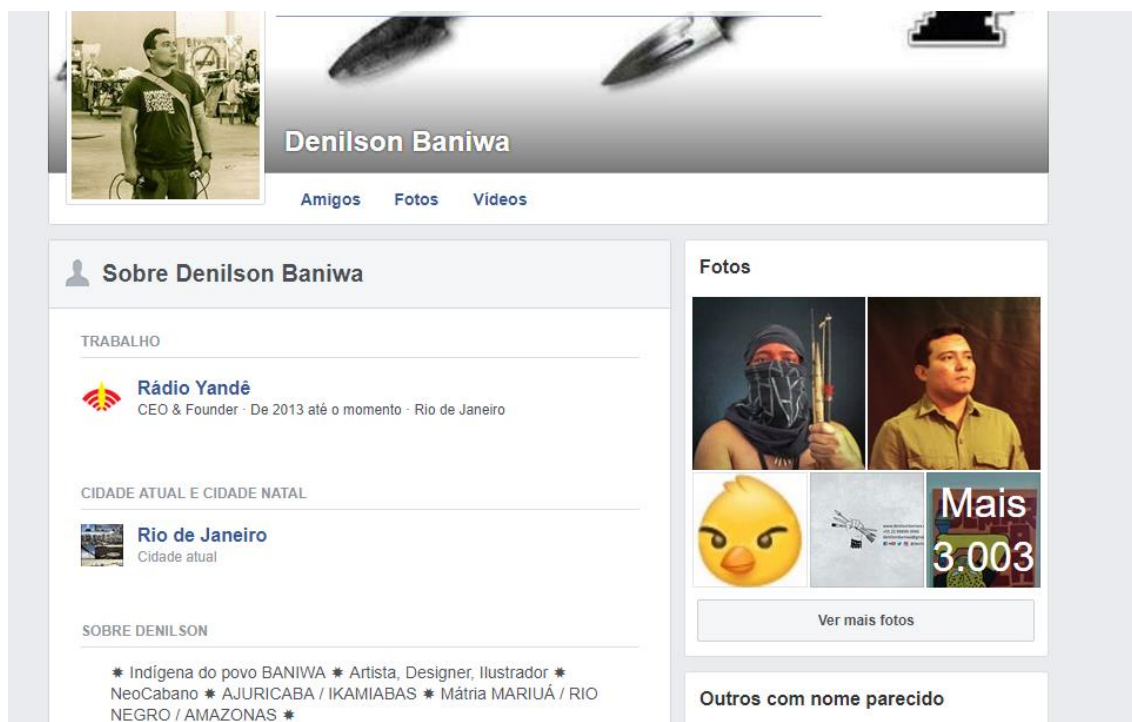 Denilson Baniwa
Amigos Fotos Vídeos
Sobre Denilson Baniwa
TRABALHO
Rádio Yandê
CEO & Founder · De 2013 até o momento · Rio de Janeiro
CIDADE ATUAL E CIDADE NATAL
Rio de Janeiro
Cidade atual
SOBRE DENILSON
✷ Indígena do povo BANIWA ✷ Artista, Designer, Ilustrador ✷
NeoCabano ✷ AJURICABA / IKAMIABAS ✷ Mátria MARIUÁ / RIO
NEGRO / AMAZONAS ✷
Fotos
Mais
3.003
Ver mais fotos
Outros com nome parecido